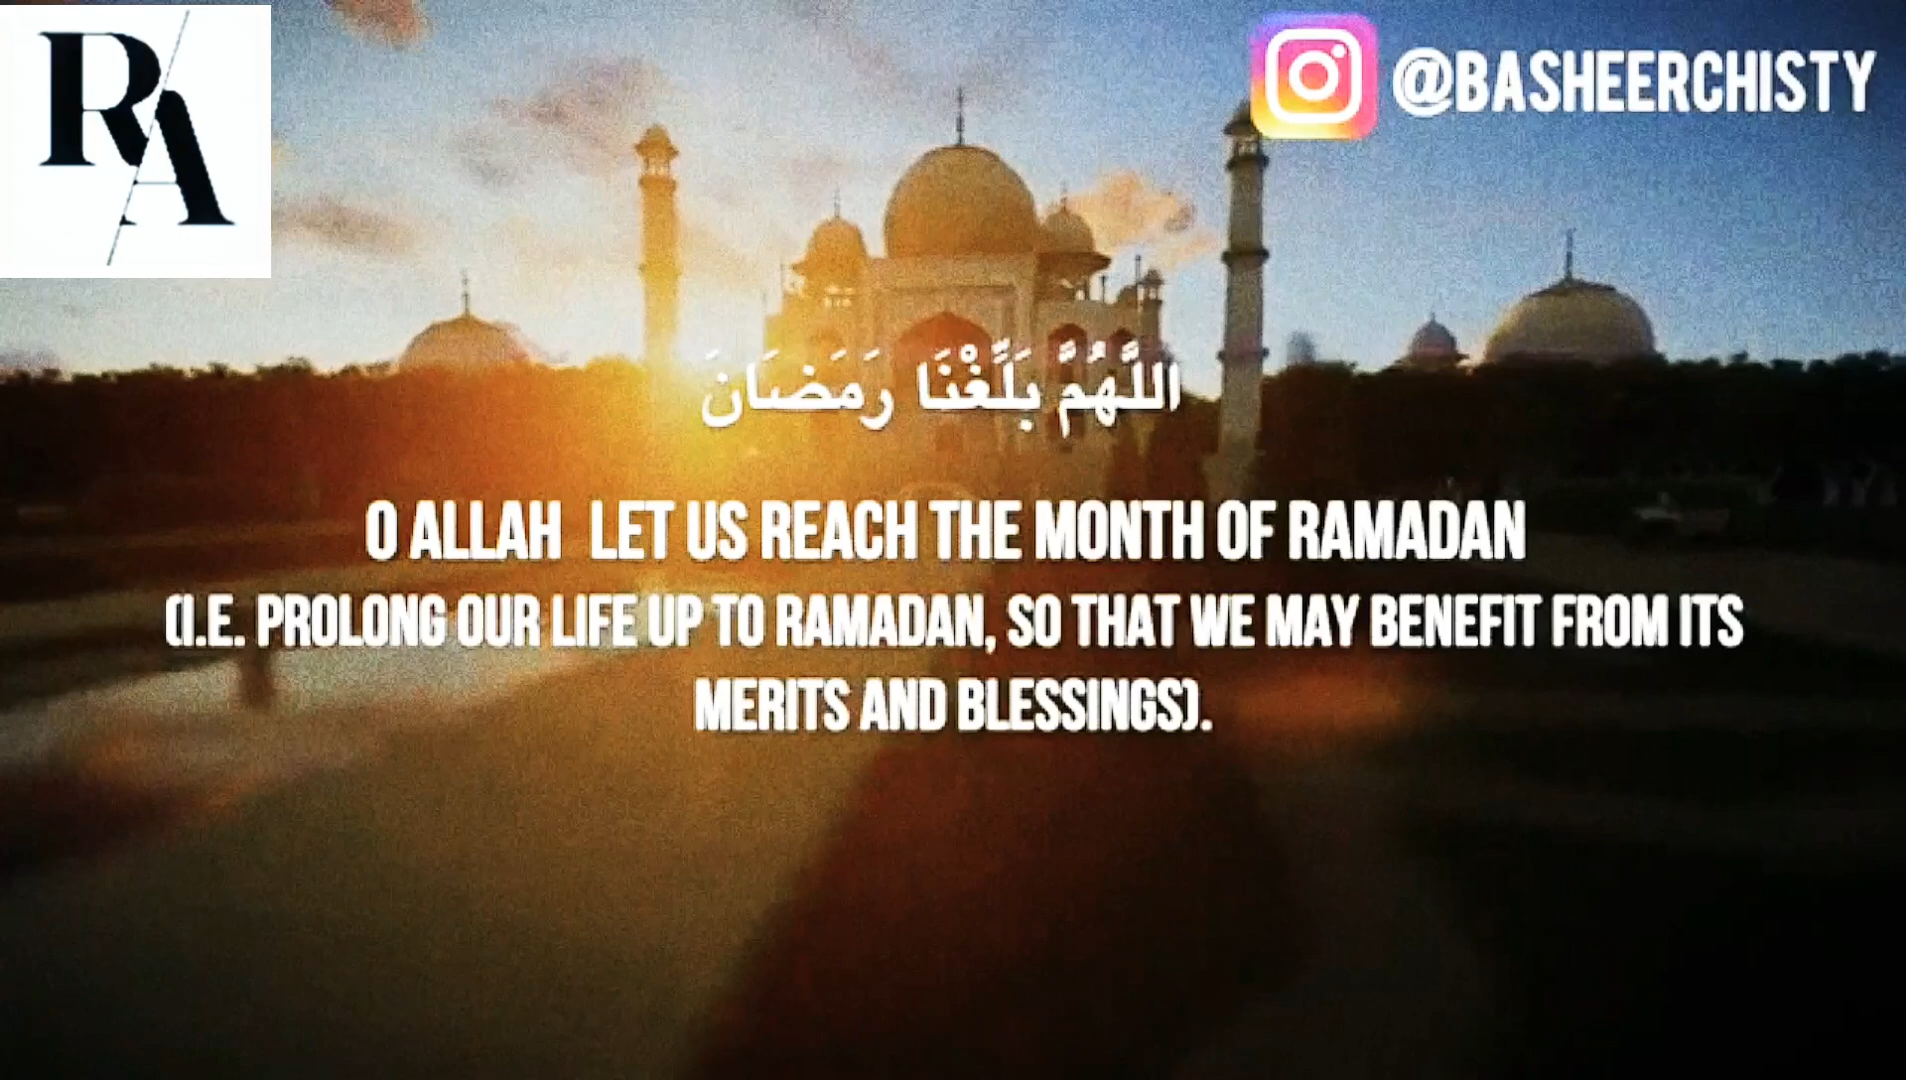 RA
@BASHEERCHISTY
اللَّهُمَّ بَلِّغْنَا رَمَضَانَ
O ALLAH LET US REACH THE MONTH OF RAMADAN
(I.E. PROLONG OUR LIFE UP TO RAMADAN, SO THAT WE MAY BENEFIT FROM ITS
MERITS AND BLESSINGS).